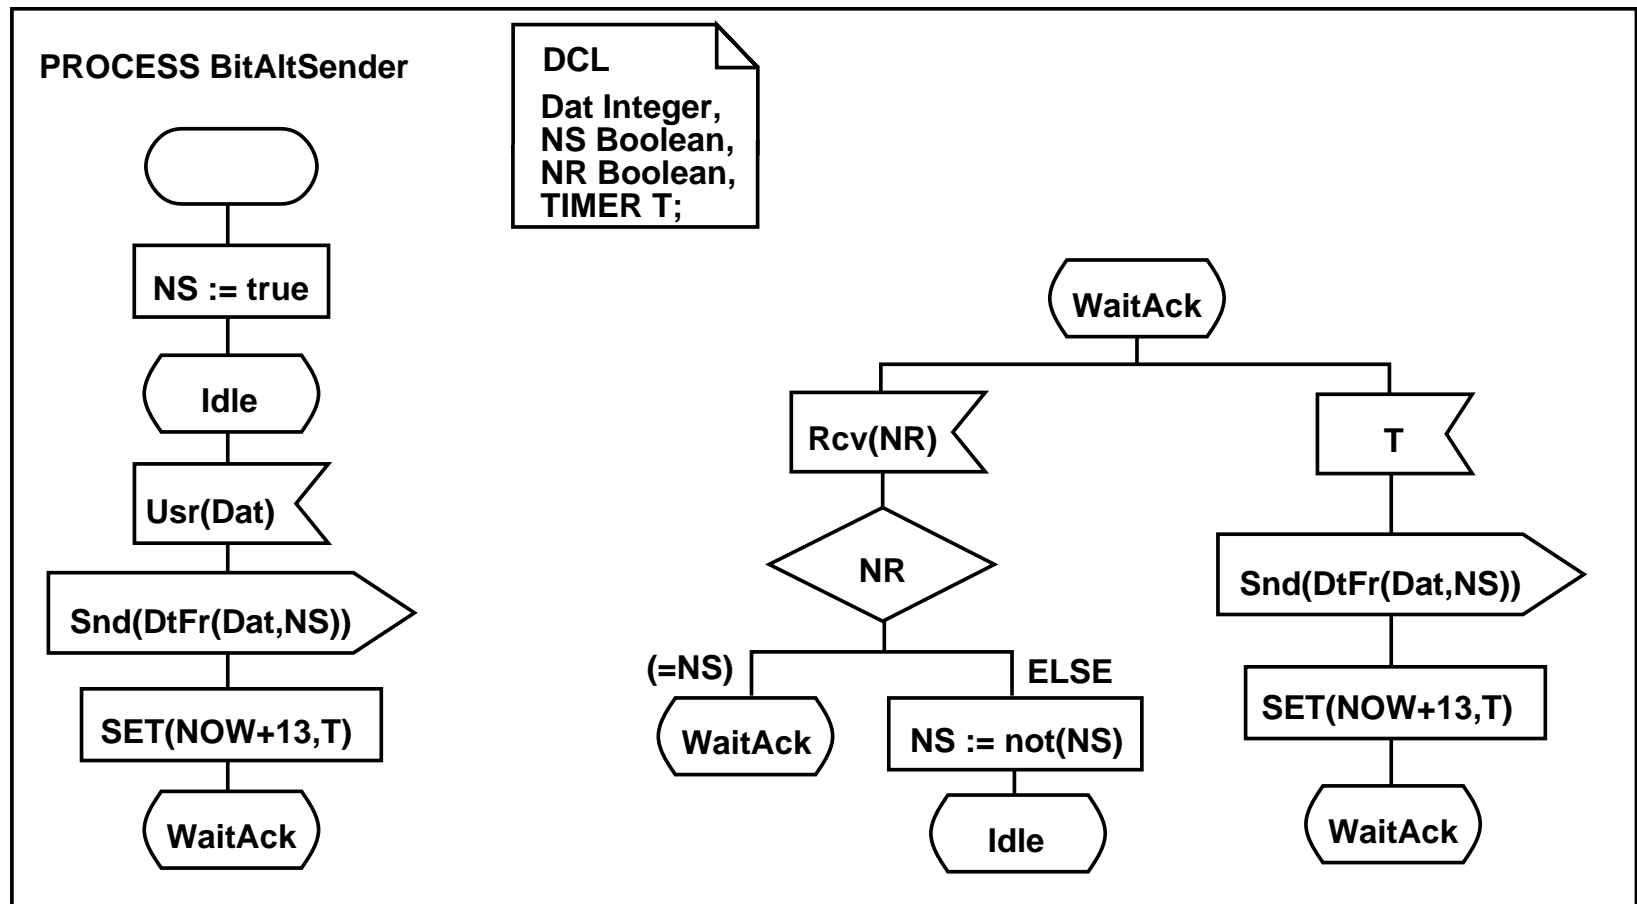 PROCESS BitAltSender
DCL
Dat Integer,
NS Boolean,
NR Boolean,
TIMER T;
NS := true
Idle
Usr(Dat)
Snd(DtFr(Dat,NS))
SET(NOW+13,T)
WaitAck
WaitAck
Rcv(NR)
NR
(=NS)
ELSE
WaitAck
NS := not(NS)
Idle
T
Snd(DtFr(Dat,NS))
SET(NOW+13,T)
WaitAck